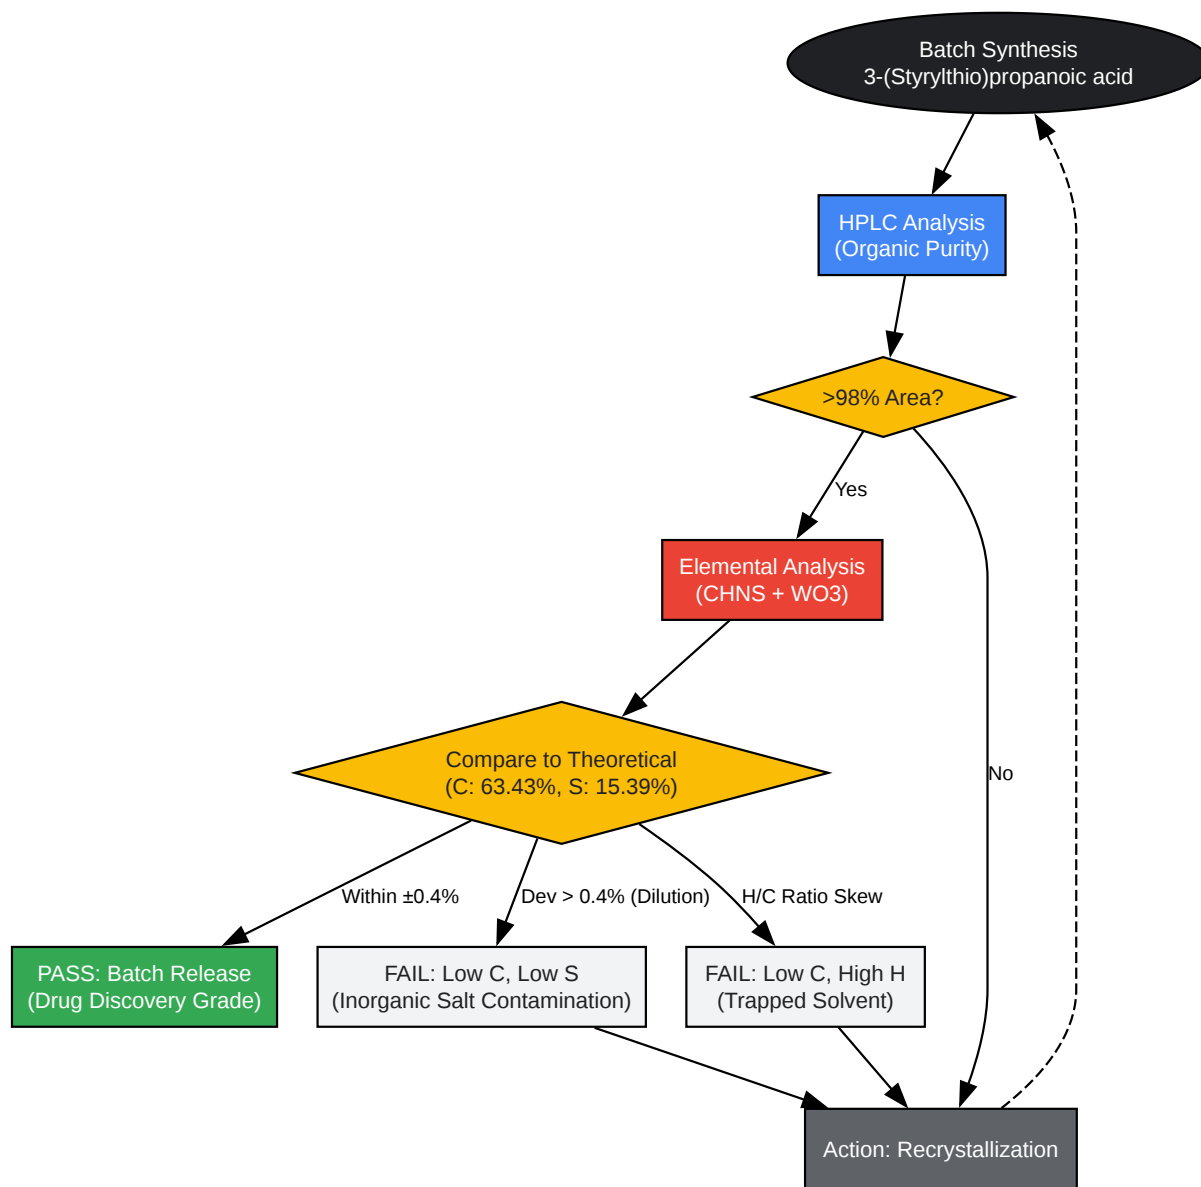 Batch Synthesis
3-(Styrylthio)propanoic acid
HPLC Analysis
(Organic Purity)
>98% Area?
Yes
Elemental Analysis
(CHNS + WO3)
No
Compare to Theoretical
(C: 63.43%, S: 15.39%)
Within ±0.4%
Dev > 0.4% (Dilution)
H/C Ratio Skew
PASS: Batch Release
(Drug Discovery Grade)
FAIL: Low C, Low S
(Inorganic Salt Contamination)
FAIL: Low C, High H
(Trapped Solvent)
Action: Recrystallization